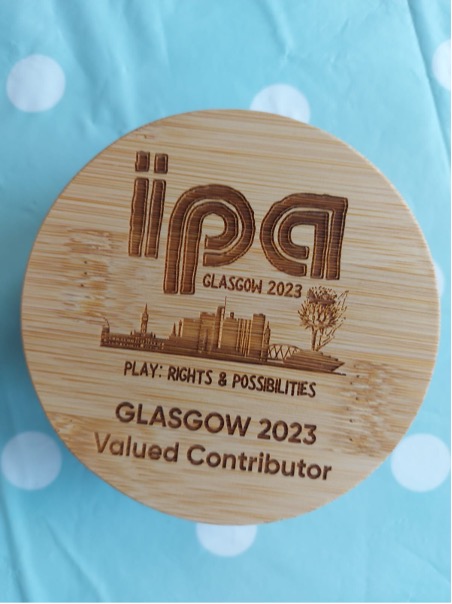 ipa
GLASGOW 2023
PLAY: RIGHTS & POSSIBILITIES
GLASGOW 2023
Valued Contributor